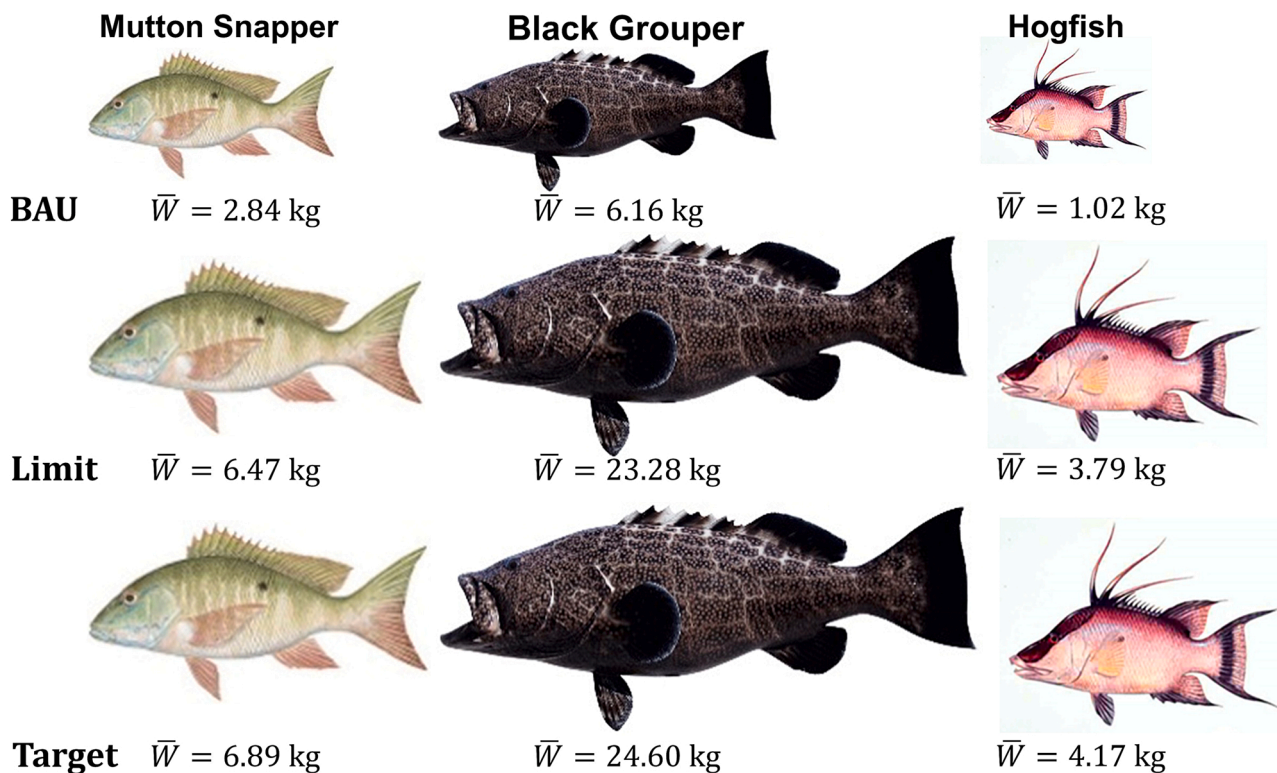 Mutton Snapper Black Grouper Hogfish
BAU W̅ = 2.84 kg W̅ = 6.16 kg W̅ = 1.02 kg
Limit W̅ = 6.47 kg W̅ = 23.28 kg W̅ = 3.79 kg
Target W̅ = 6.89 kg W̅ = 24.60 kg W̅ = 4.17 kg